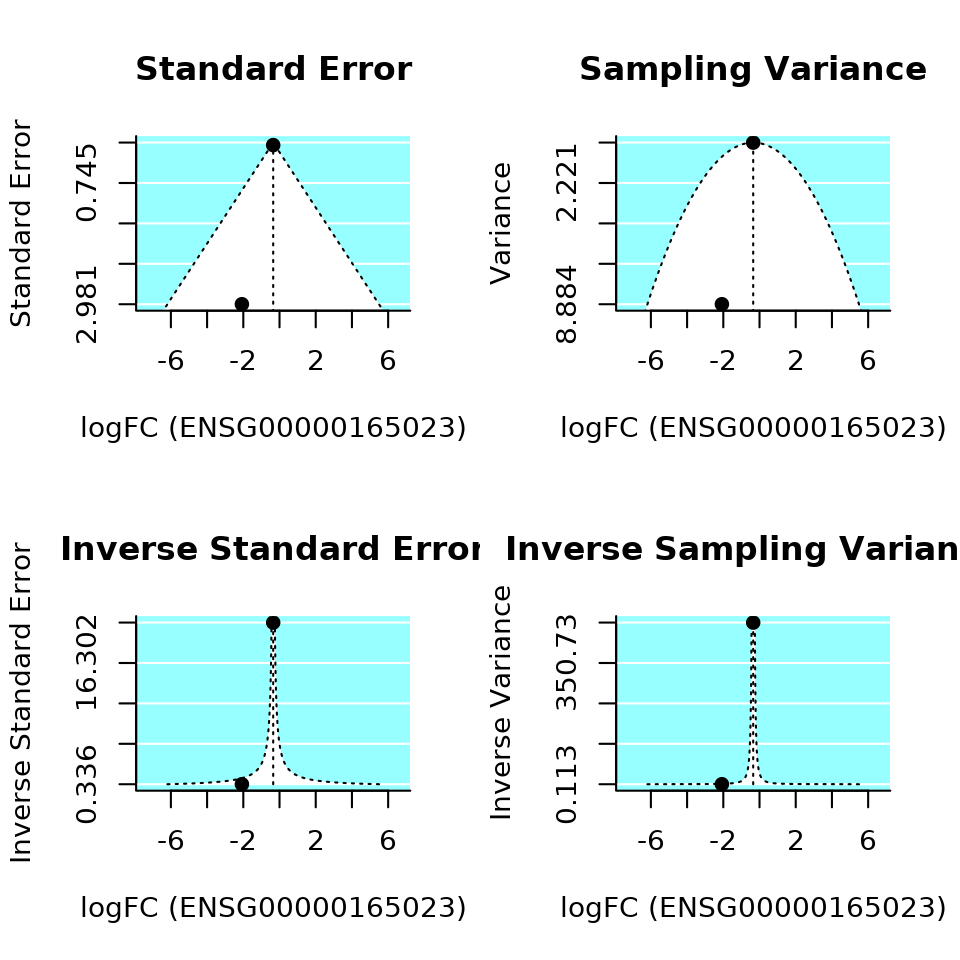 Standard Error
Standard Error
0.745
2.981
-6 -2 2 6
logFC (ENSG00000165023)
Sampling Variance
Variance
2.221
8.884
-6 -2 2 6
logFC (ENSG00000165023)
Inverse Standard Error
Inverse Standard Error
16.302
0.336
-6 -2 2 6
logFC (ENSG00000165023)
Inverse Sampling Varian
Inverse Variance
350.73
0.113
-6 -2 2 6
logFC (ENSG00000165023)